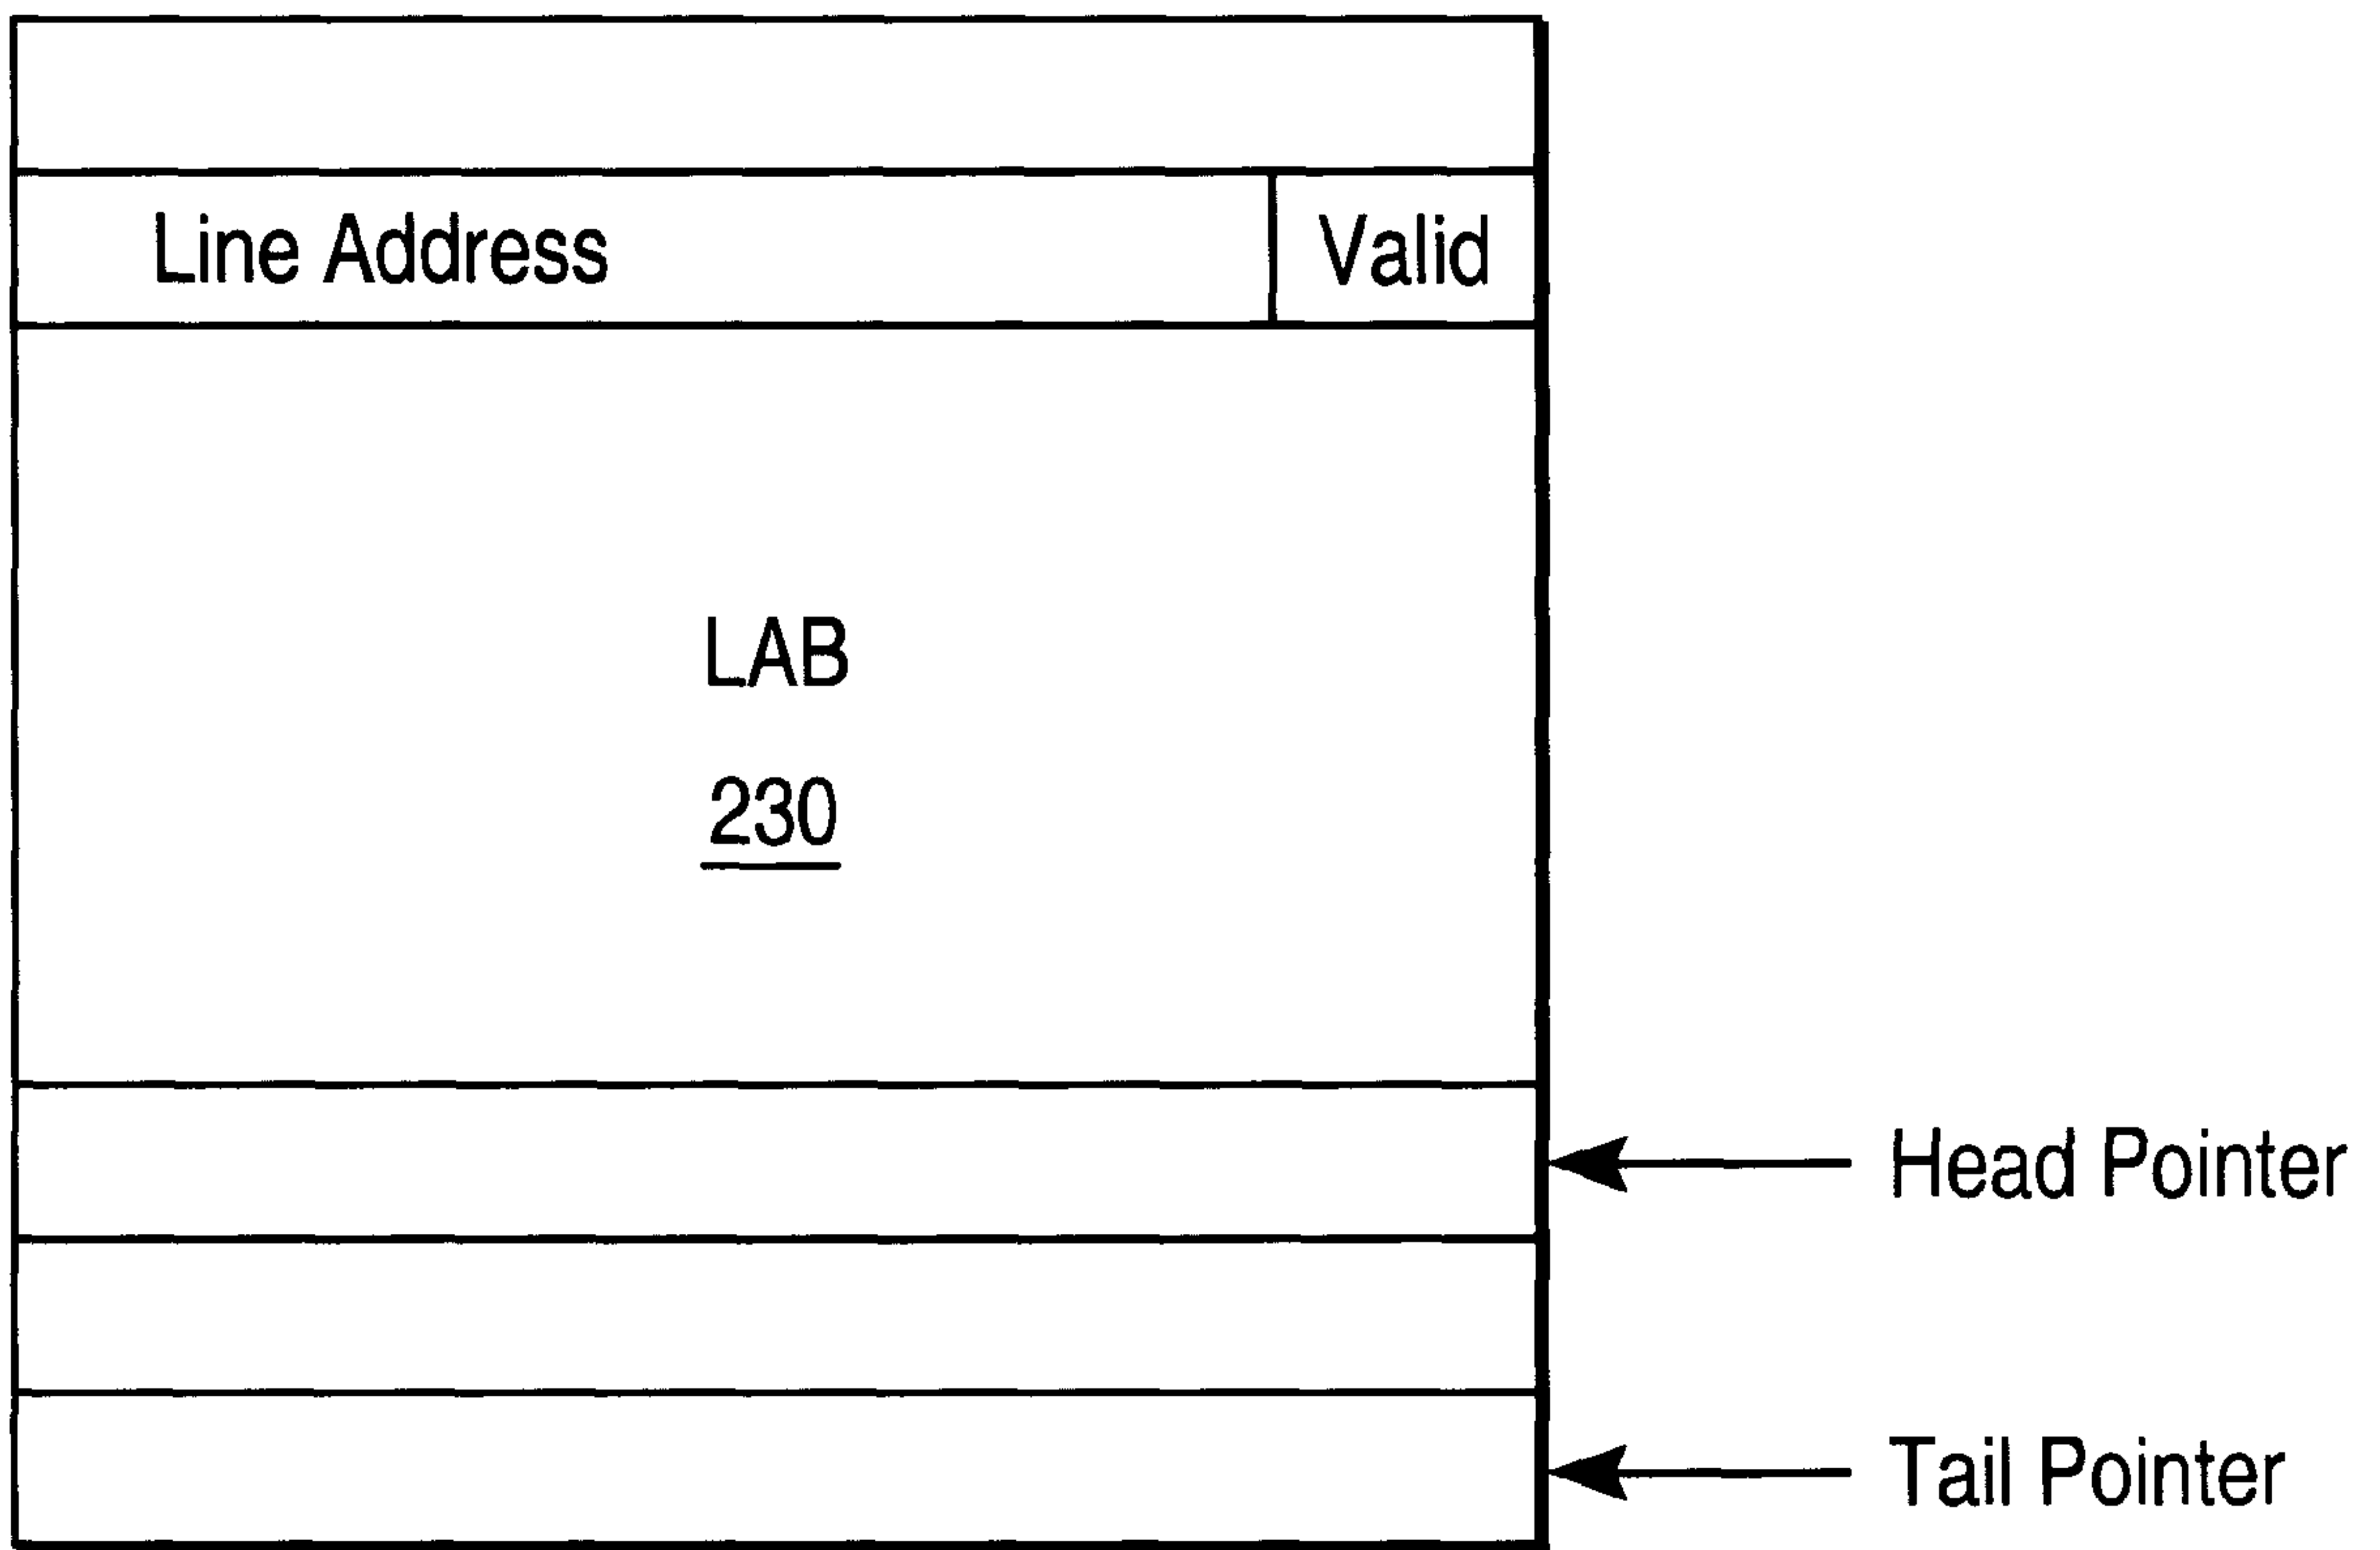 Line Address
Valid
LAB
230
Head Pointer
Tail Pointer